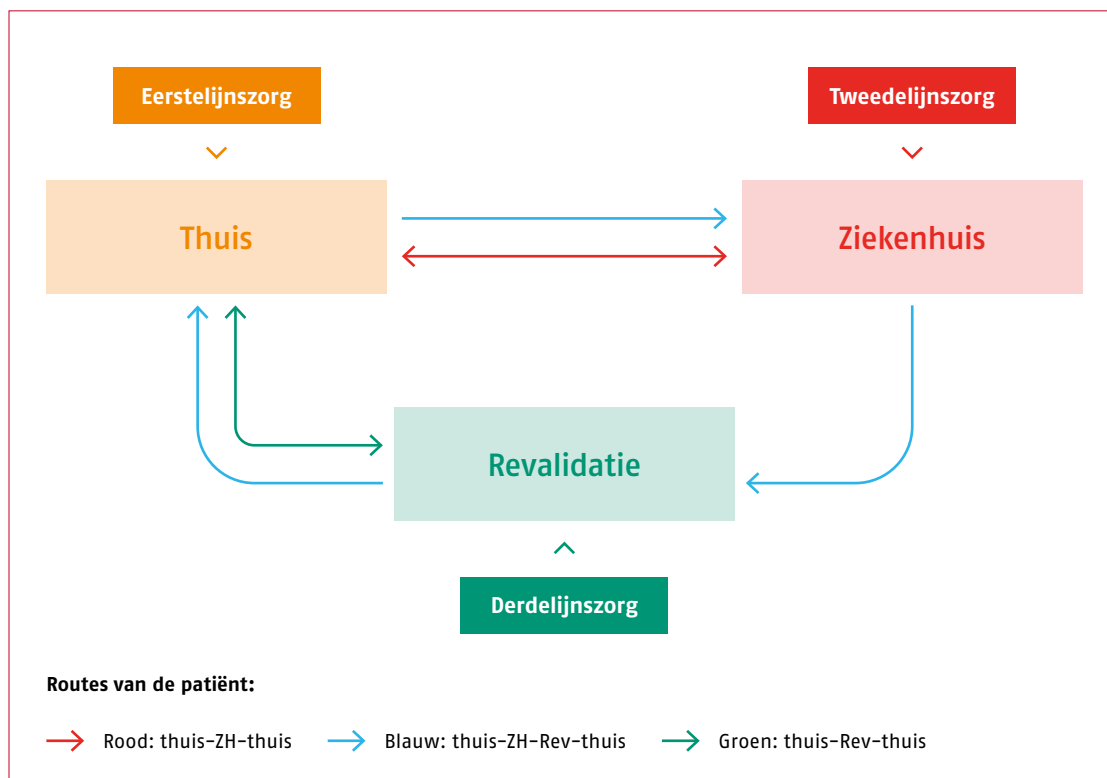 Eerstelijnszorg
Tweedelijnszorg
Thuis
Ziekenhuis
Revalidatie
Derdelijnszorg
Routes van de patiënt:
Rood: thuis-ZH-thuis
Blauw: thuis-ZH-Rev-thuis
Groen: thuis-Rev-thuis